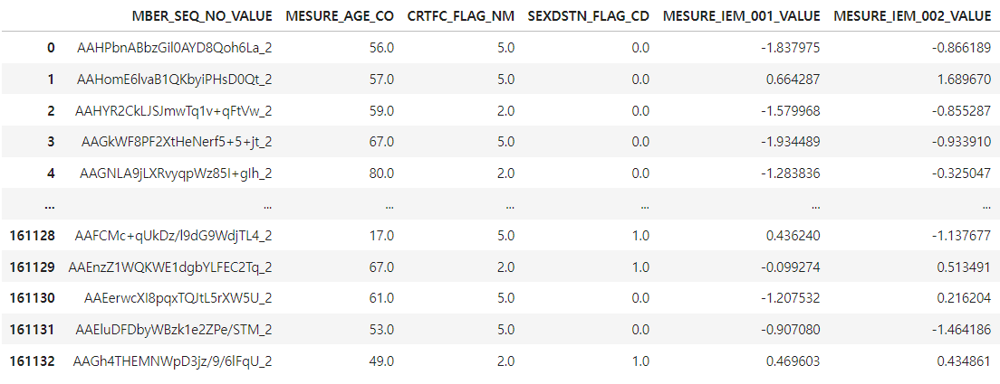 MBER_SEQ_NO_VALUE MESURE_AGE_CO CRTFC_FLAG_NM SEXDSTN_FLAG_CD MESURE_IEM_001_VALUE MESURE_IEM_002_VALUE
0 AAHPbnABbzGil0AYD8Qoh6La_2 56.0 5.0 0.0 -1.837975 -0.866189
1 AAHomE6lvaB1QKbyiPHsD0Qt_2 57.0 5.0 0.0 0.664287 1.689670
2 AAHYR2CkLJSJmwTq1v+qFtVw_2 59.0 2.0 0.0 -1.579968 -0.855287
3 AAGkWF8PF2XtHeNerf5+5+jt_2 67.0 5.0 0.0 -1.934489 -0.933910
4 AAGNLA9jLXRvyqpWz85I+gIh_2 80.0 2.0 0.0 -1.283836 -0.325047
... ... ... ... ... ... ...
161128 AAFCMc+qUkDz/l9dG9WdjTL4_2 17.0 5.0 1.0 0.436240 -1.137677
161129 AAEnzZ1WQKWE1dgbYLFEC2Tq_2 67.0 2.0 1.0 -0.099274 0.513491
161130 AAEerwcXI8pqxTQJtL5rXW5U_2 61.0 5.0 0.0 -1.207532 0.216204
161131 AAEluDFDbyWBzk1e2ZPe/STM_2 53.0 5.0 0.0 -0.907080 -1.464186
161132 AAGh4THEMNWpD3jz/9/6lFqU_2 49.0 2.0 1.0 0.469603 0.434861